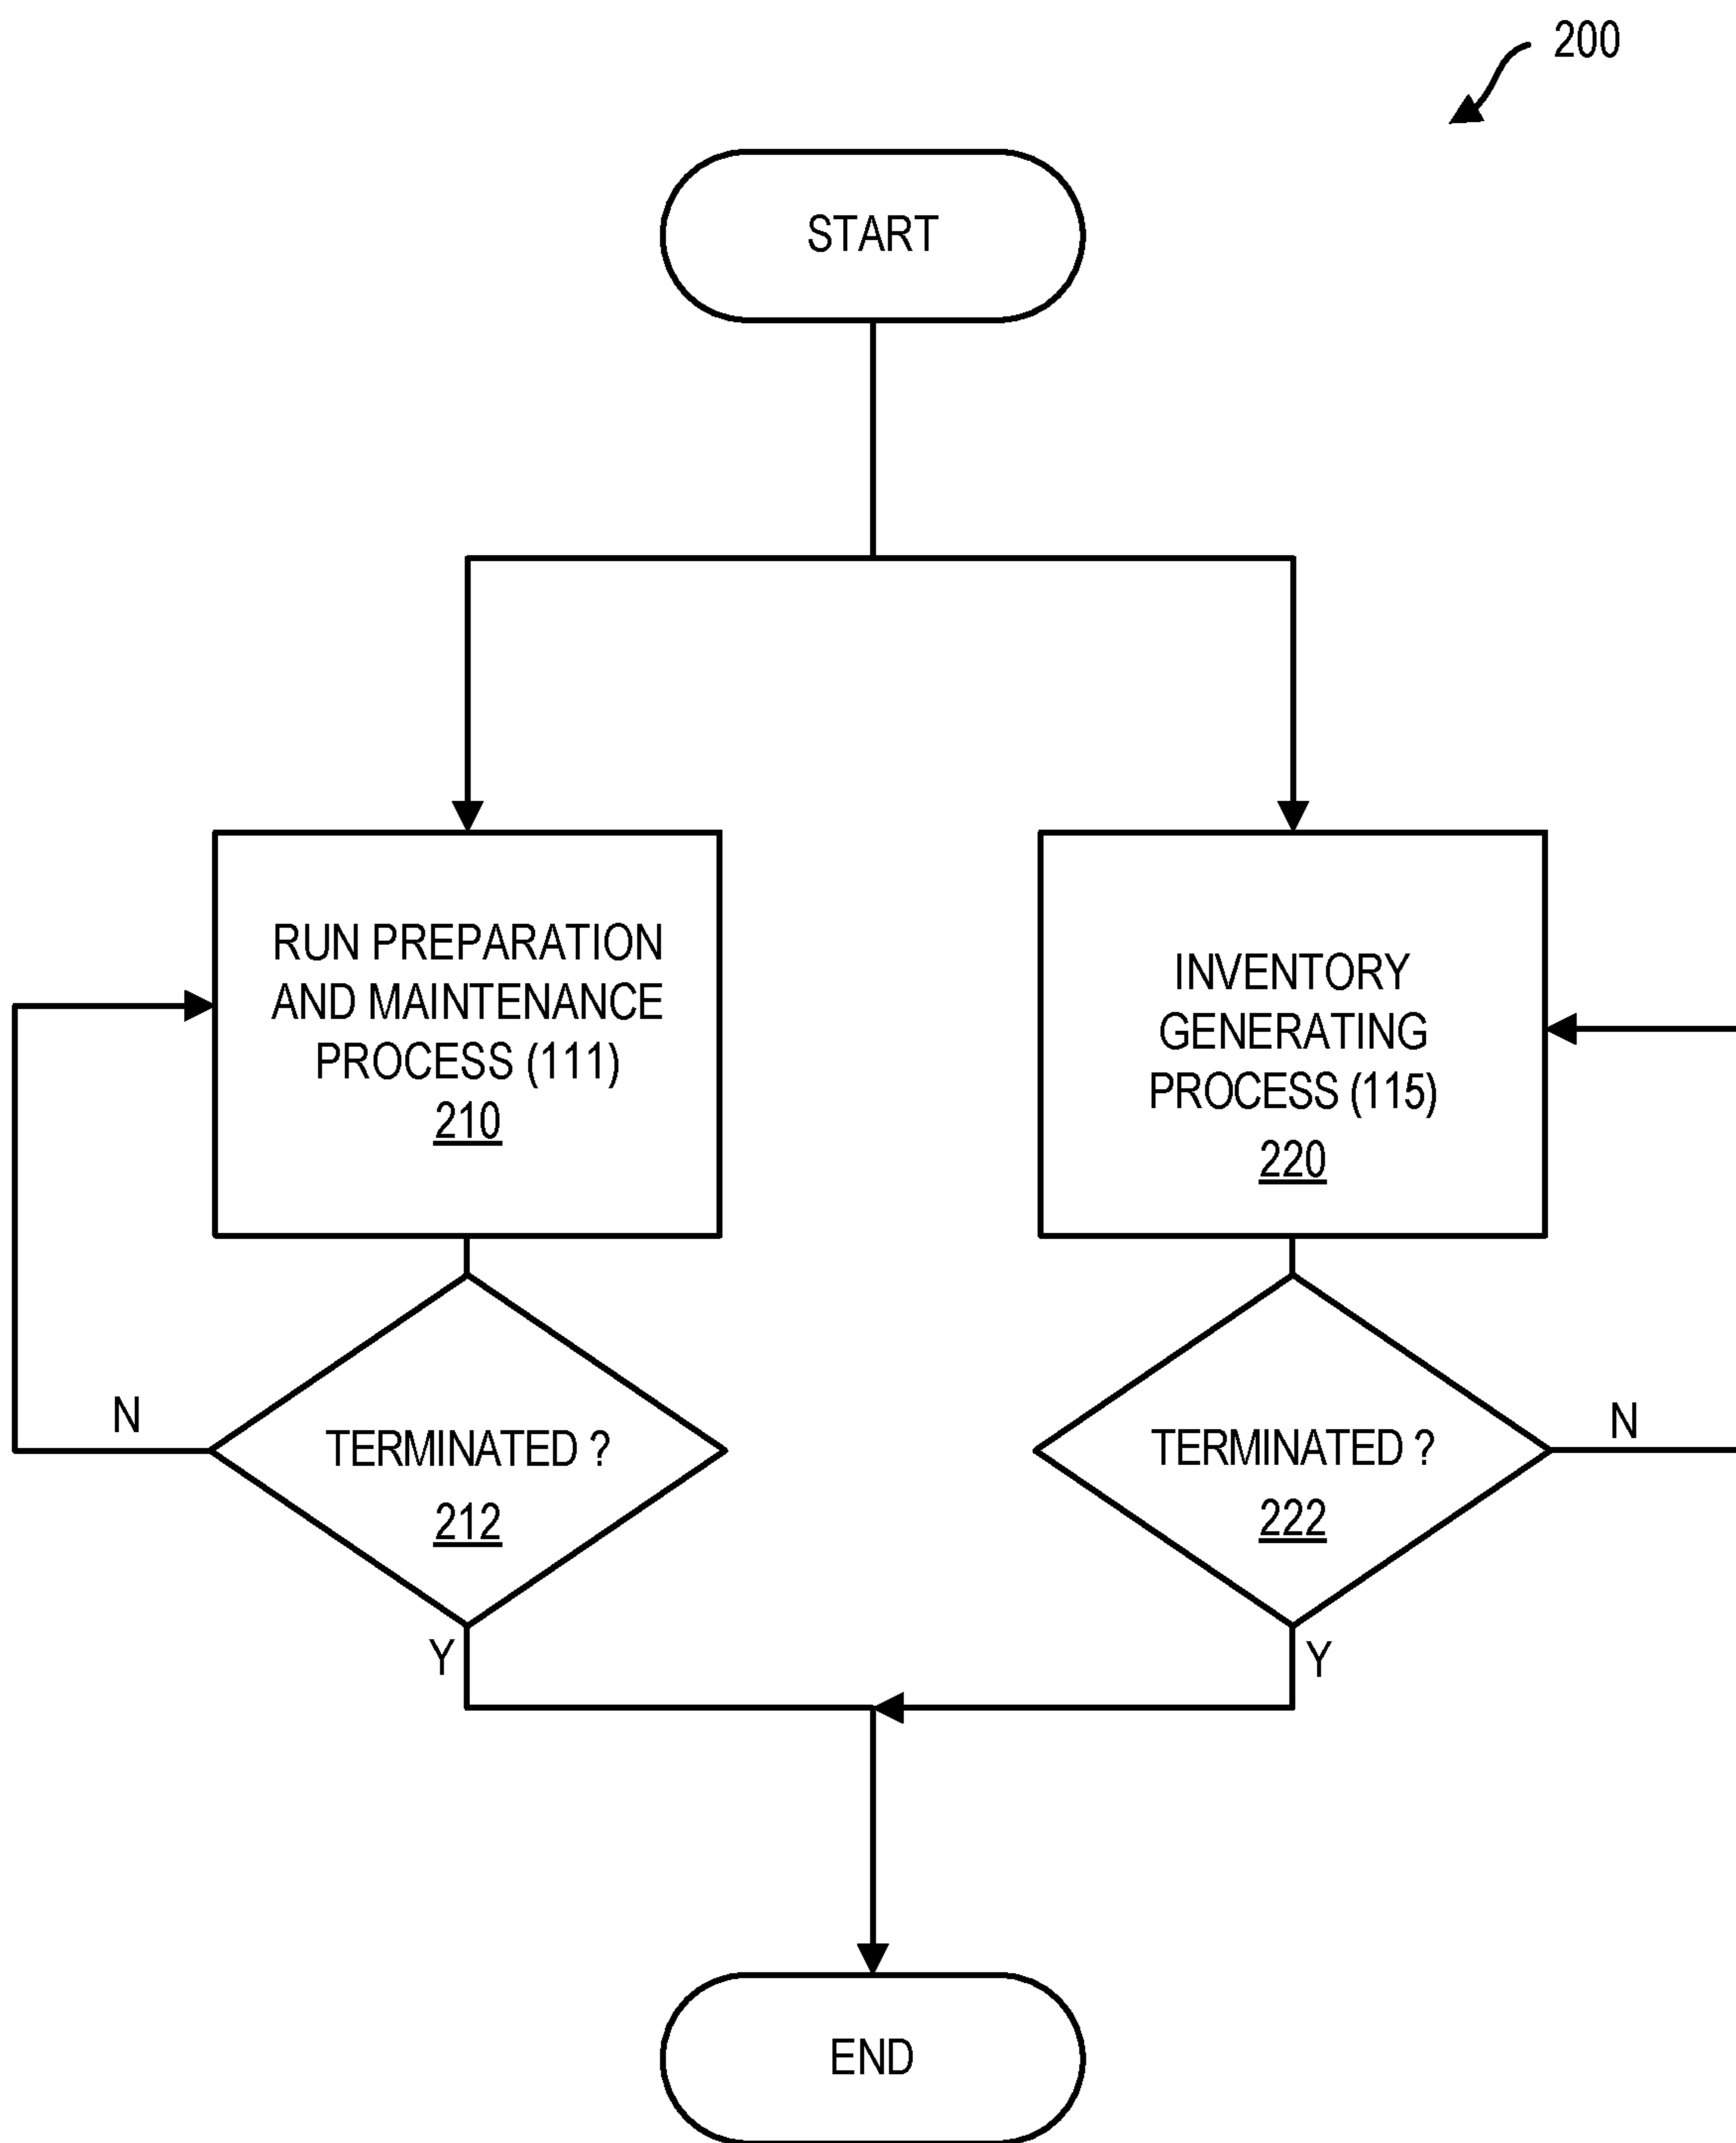 200
START
RUN PREPARATION
AND MAINTENANCE
PROCESS (111)
210
INVENTORY
GENERATING
PROCESS (115)
220
N
TERMINATED ?
212
TERMINATED ?
222
N
Y
Y
END